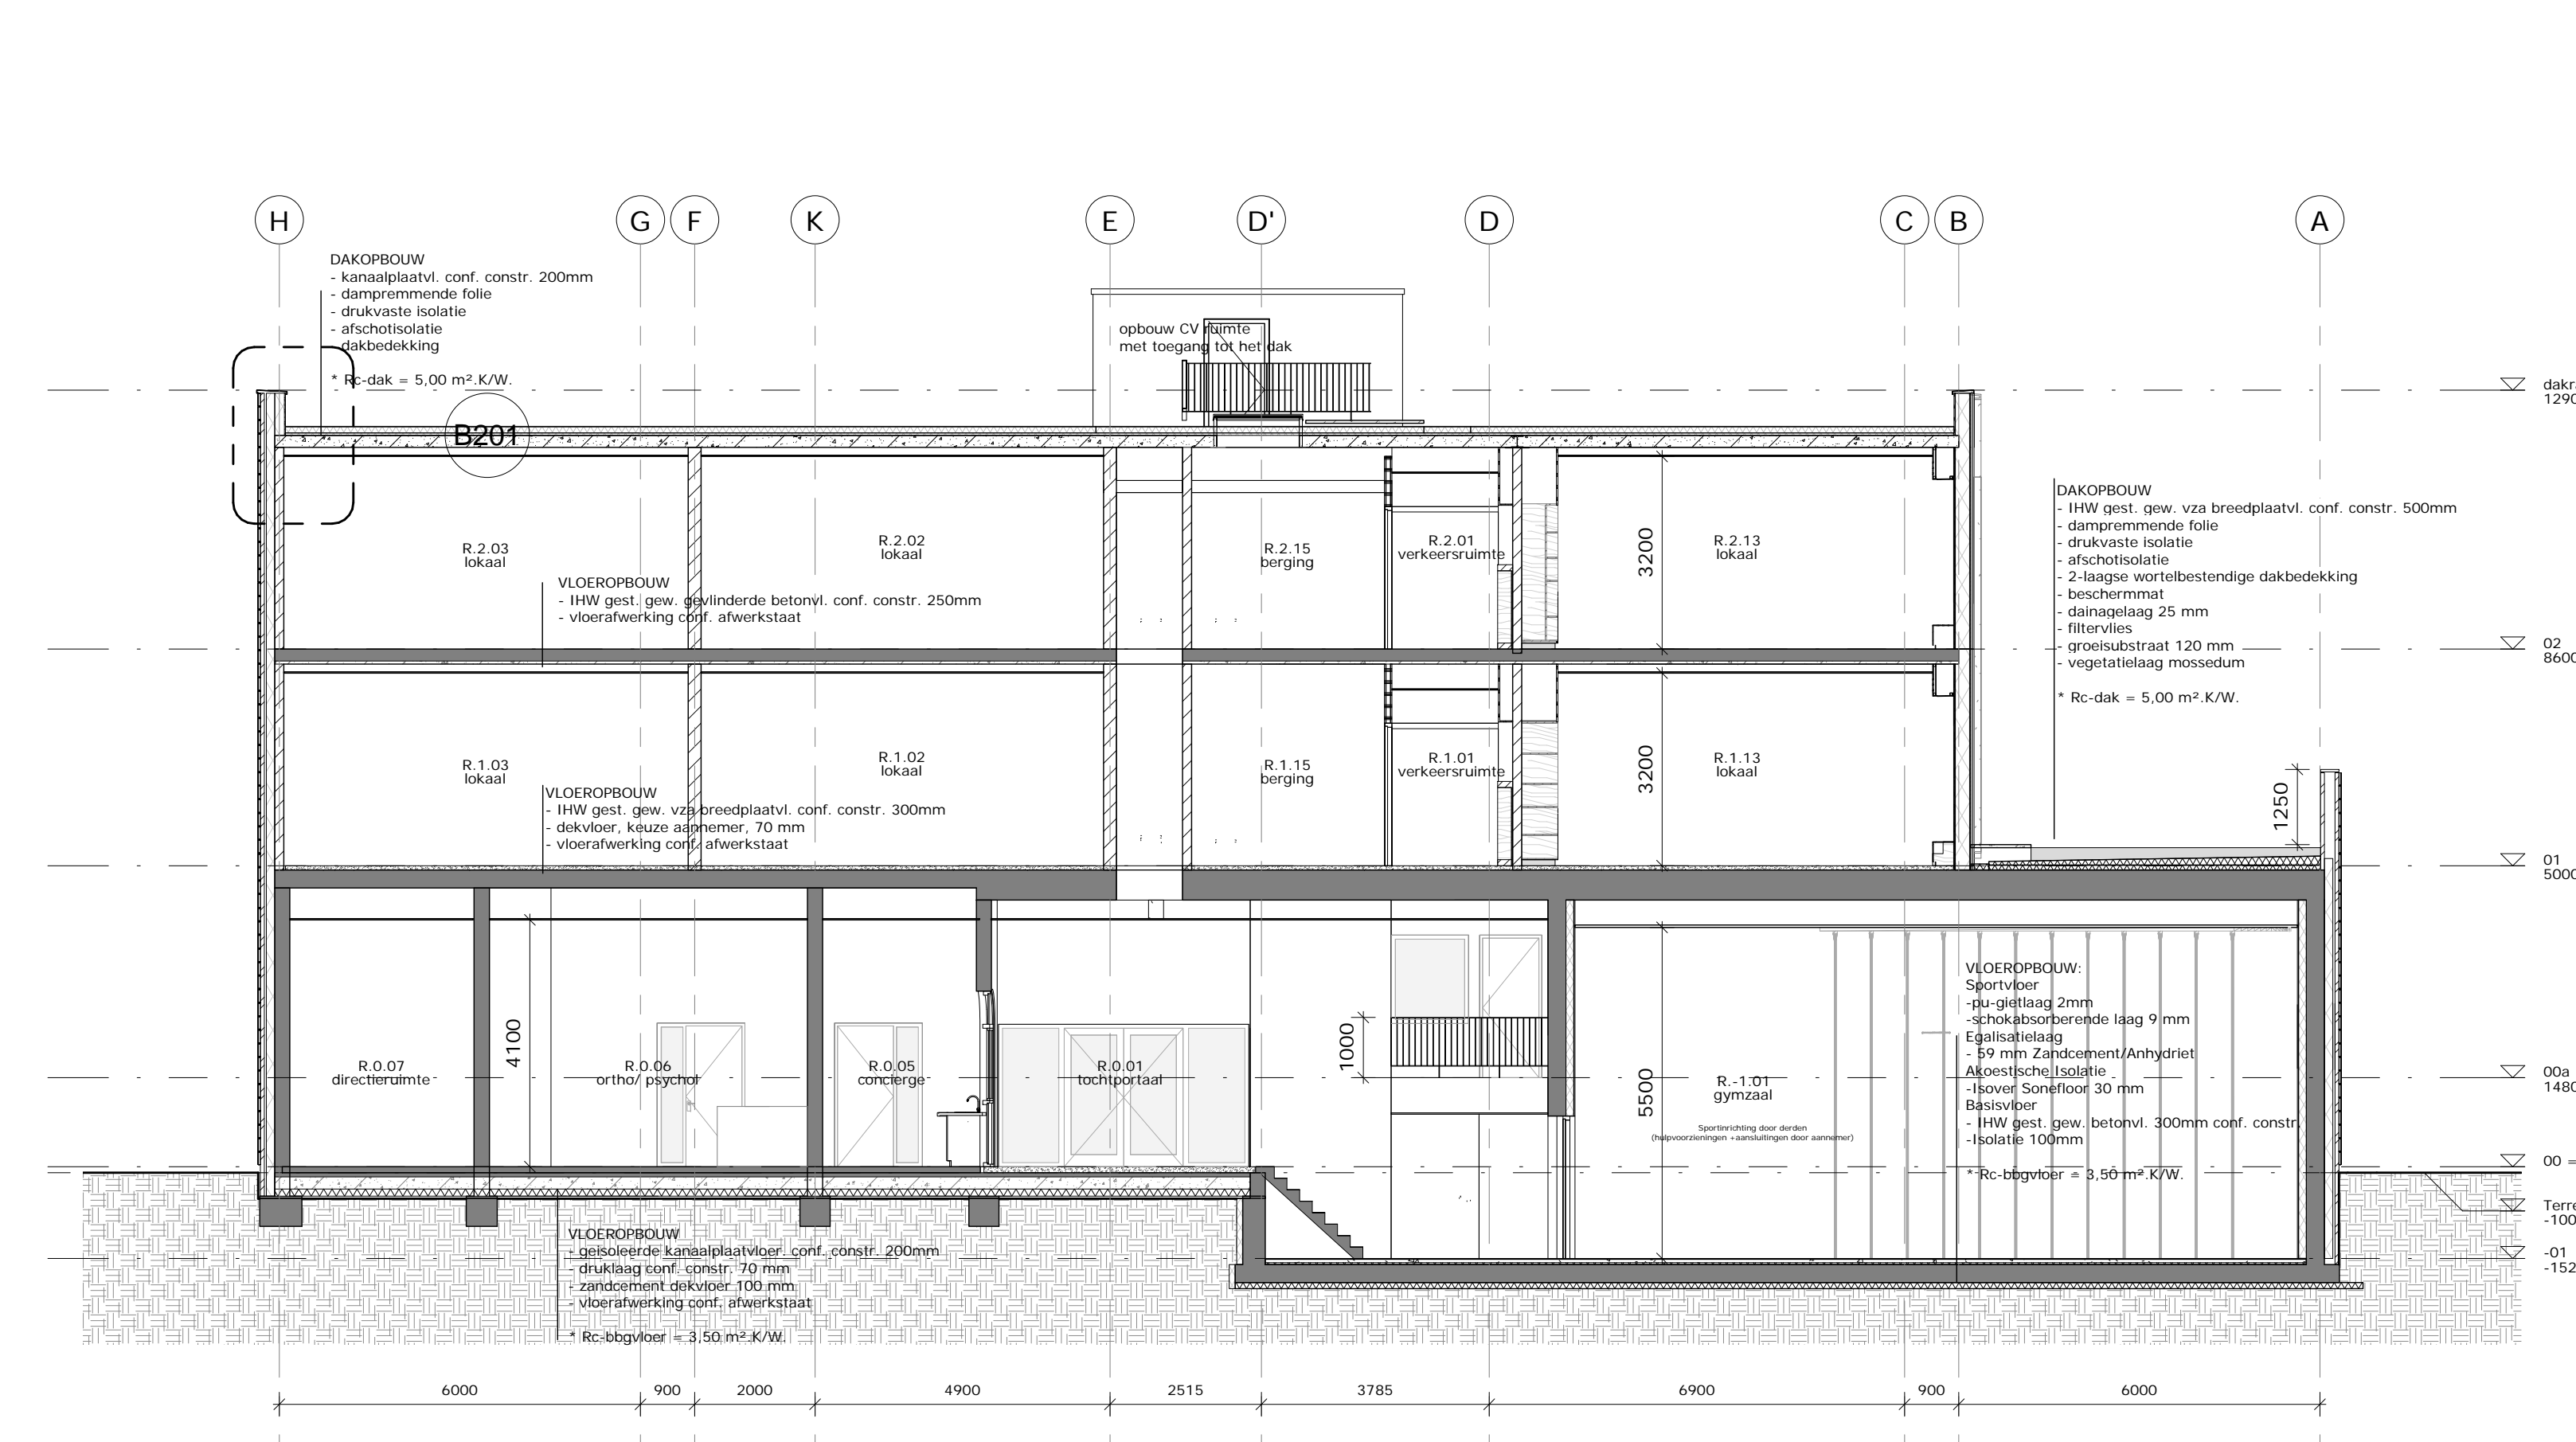 H
G
F
K
E
D'
D
C
B
A
DAKOPBOUW
- kanaalplaatvl. conf. constr. 200mm
- dampremmende folie
- drukvaste isolatie
- afschotisolatie
- dakbedekking
* Rc-dak = 5,00 m².K/W.
opbouw CV ruimte
met toegang tot het dak
B201
1290
DAKOPBOUW
- IHW gest. gew. vza breedplaatvl. conf. constr. 500mm
- dampremmende folie
- drukvaste isolatie
- afschotisolatie
- 2-laagse wortelbestendige dakbedekking
- beschermmat
- dainagelaag 25 mm
- filtervlies
- groeisubstraat 120 mm
- vegetatielaag mossedum
* Rc-dak = 5,00 m².K/W.
R.2.03
lokaal
R.2.02
lokaal
R.2.15
berging
R.2.01
verkeersruimte
3200
R.2.13
lokaal
VLOEROPBOUW
- IHW gest. gew. gevlinderde betonvl. conf. constr. 250mm
- vloerafwerking conf. afwerkstaat
02
8600
R.1.03
lokaal
R.1.02
lokaal
R.1.15
berging
R.1.01
verkeersruimte
3200
R.1.13
lokaal
1250
VLOEROPBOUW
- IHW gest. gew. vza breedplaatvl. conf. constr. 300mm
- dekvloer, keuze aannemer, 70 mm
- vloerafwerking conf. afwerkstaat
01
5000
R.0.07
directieruimte
4100
R.0.06
ortho/ psychol
R.0.05
concierge
R.0.01
tochtportaal
1000
5500
R.-1.01
gymzaal
Sportinrichting door derden
(hulpvoorzieningen +aansluitingen door aannemer)
VLOEROPBOUW:
Sportvloer
-pu-gietlaag 2mm
-schokabsorberende laag 9 mm
Egalisatielaag
- 59 mm Zandcement/Anhydriet
Akoestische Isolatie
-Isover Sonefloor 30 mm
Basisvloer
- IHW gest. gew. betonvl. 300mm conf. constr.
-Isolatie 100mm
* Rc-bbgvloer = 3,50 m².K/W.
00a
1480
00 =
-100
-01
-152
VLOEROPBOUW
- geisoleerde kanaalplaatvloer. conf. constr. 200mm
- druklaag conf. constr. 70 mm
- zandcement dekvloer 100 mm
- vloerafwerking conf. afwerkstaat
* Rc-bbgvloer = 3,50 m².K/W.
6000
900
2000
4900
2515
3785
6900
900
6000